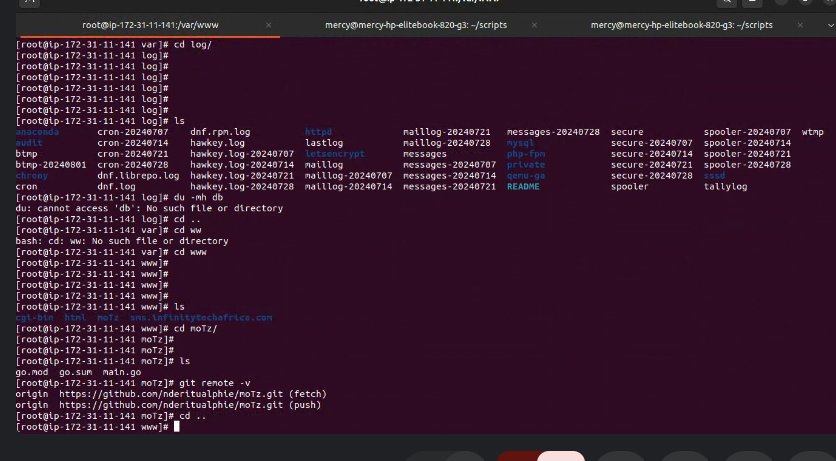 root@ip-172-31-11-141:/var/www × mercy@mercy-hp-elitebook-820-g3: ~/scripts × mercy@mercy-hp-elitebook-820-g3: ~/scripts ×
[root@ip-172-31-11-141 var]# cd log/
[root@ip-172-31-11-141 log]#
[root@ip-172-31-11-141 log]#
[root@ip-172-31-11-141 log]#
[root@ip-172-31-11-141 log]#
[root@ip-172-31-11-141 log]#
[root@ip-172-31-11-141 log]#
[root@ip-172-31-11-141 log]# ls
anaconda cron-20240707 dnf.rpm.log httpd maillog-20240721 messages-20240728 secure spooler-20240707 wtmp
audit cron-20240714 hawkey.log lastlog maillog-20240728 mysql secure-20240707 spooler-20240714
btmp cron-20240721 hawkey.log-20240707 letsencrypt messages php-fpm secure-20240714 spooler-20240721
btmp-20240801 cron-20240728 hawkey.log-20240714 maillog messages-20240707 private secure-20240721 spooler-20240728
chrony dnf.librepo.log hawkey.log-20240721 maillog-20240707 messages-20240714 qemu-ga secure-20240728 sssd
cron dnf.log hawkey.log-20240728 maillog-20240714 messages-20240721 README spooler tallylog
[root@ip-172-31-11-141 log]# du -mh db
du: cannot access 'db': No such file or directory
[root@ip-172-31-11-141 log]# cd ..
[root@ip-172-31-11-141 var]# cd ww
bash: cd: ww: No such file or directory
[root@ip-172-31-11-141 var]# cd www
[root@ip-172-31-11-141 www]#
[root@ip-172-31-11-141 www]#
[root@ip-172-31-11-141 www]#
[root@ip-172-31-11-141 www]#
[root@ip-172-31-11-141 www]# ls
cgi-bin html moTz sms.infinitytechafrica.com
[root@ip-172-31-11-141 www]# cd moTz/
[root@ip-172-31-11-141 moTz]#
[root@ip-172-31-11-141 moTz]#
[root@ip-172-31-11-141 moTz]# ls
go.mod go.sum main.go
[root@ip-172-31-11-141 moTz]# git remote -v
origin https://github.com/nderitualphie/moTz.git (fetch)
origin https://github.com/nderitualphie/moTz.git (push)
[root@ip-172-31-11-141 moTz]# cd ..
[root@ip-172-31-11-141 www]#